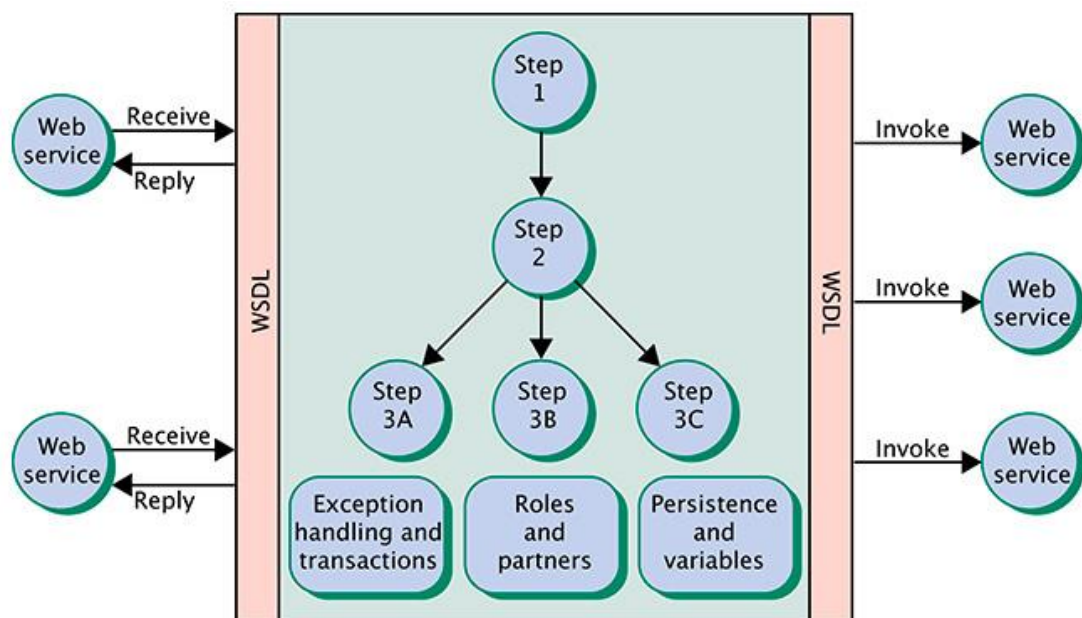 Step
1
Web
service
Receive
Reply
Invoke
Web
service
Step
2
WSDL
WSDL
Invoke
Web
service
Step
3A
Step
3B
Step
3C
Web
service
Receive
Reply
Invoke
Web
service
Exception
handling and
transactions
Roles
and
partners
Persistence
and
variables